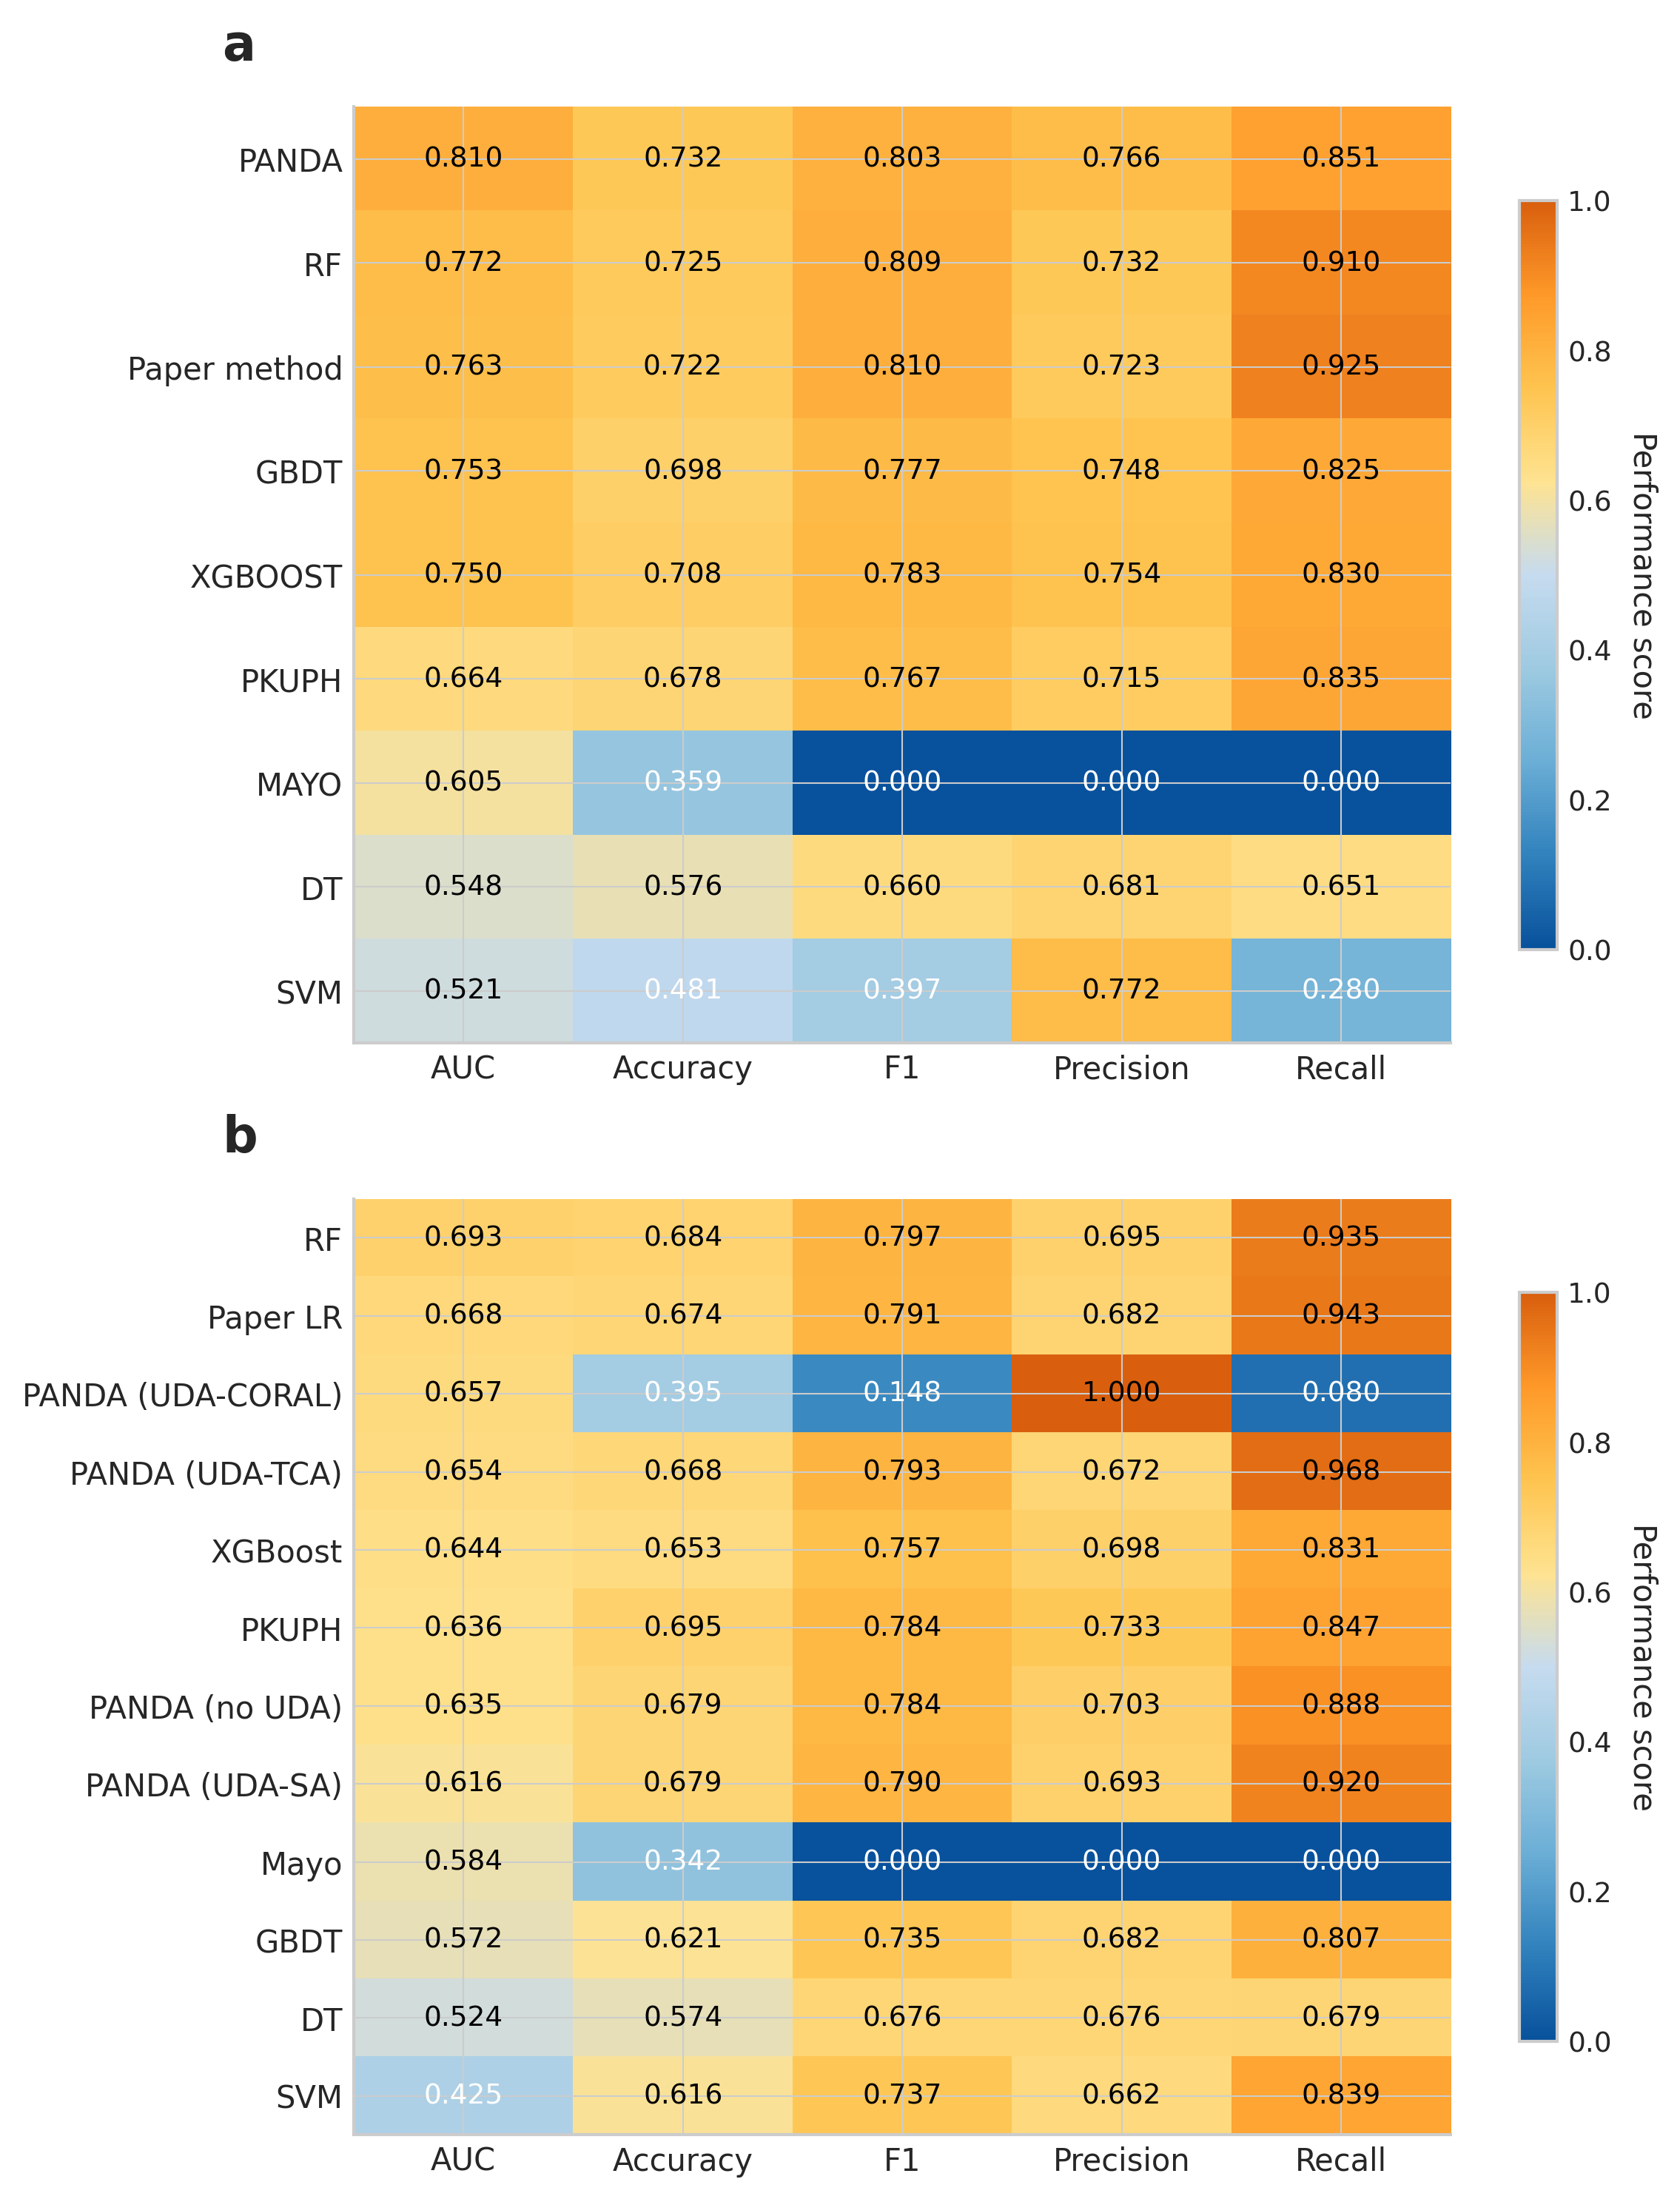 a
PANDA 0.810 0.732 0.803 0.766 0.851
RF 0.772 0.725 0.809 0.732 0.910
Paper method 0.763 0.722 0.810 0.723 0.925
GBDT 0.753 0.698 0.777 0.748 0.825
XGBOOST 0.750 0.708 0.783 0.754 0.830
PKUPH 0.664 0.678 0.767 0.715 0.835
MAYO 0.605 0.359 0.000 0.000 0.000
DT 0.548 0.576 0.660 0.681 0.651
SVM 0.521 0.481 0.397 0.772 0.280
AUC Accuracy F1 Precision Recall
1.0
0.8
0.6
0.4
0.2
0.0
Performance score
b
RF 0.693 0.684 0.797 0.695 0.935
Paper LR 0.668 0.674 0.791 0.682 0.943
PANDA (UDA-CORAL) 0.657 0.395 0.148 1.000 0.080
PANDA (UDA-TCA) 0.654 0.668 0.793 0.672 0.968
XGBoost 0.644 0.653 0.757 0.698 0.831
PKUPH 0.636 0.695 0.784 0.733 0.847
PANDA (no UDA) 0.635 0.679 0.784 0.703 0.888
PANDA (UDA-SA) 0.616 0.679 0.790 0.693 0.920
Mayo 0.584 0.342 0.000 0.000 0.000
GBDT 0.572 0.621 0.735 0.682 0.807
DT 0.524 0.574 0.676 0.676 0.679
SVM 0.425 0.616 0.737 0.662 0.839
AUC Accuracy F1 Precision Recall
1.0
0.8
0.6
0.4
0.2
0.0
Performance score